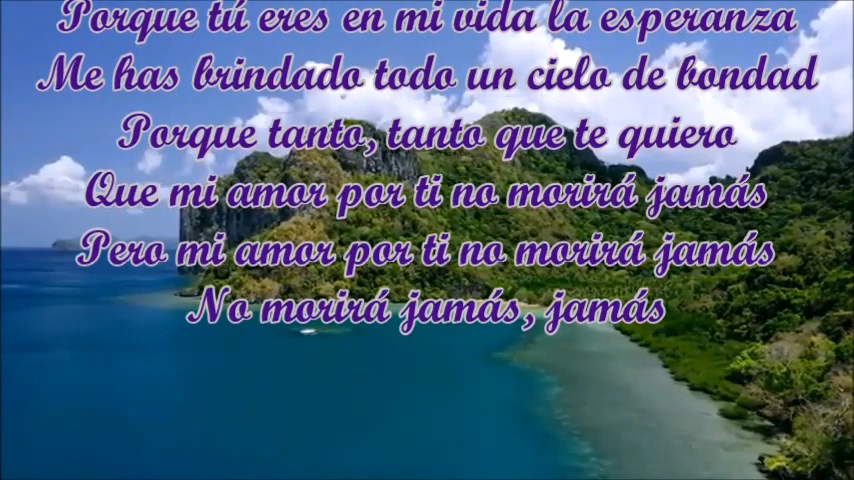 Porque tú eres en mi vida la esperanza
Me has brindado todo un cielo de bondad
Porque tanto, tanto que te quiero
Que mi amor por ti no morirá jamás
Pero mi amor por ti no morirá jamás
No morirá jamás, jamás